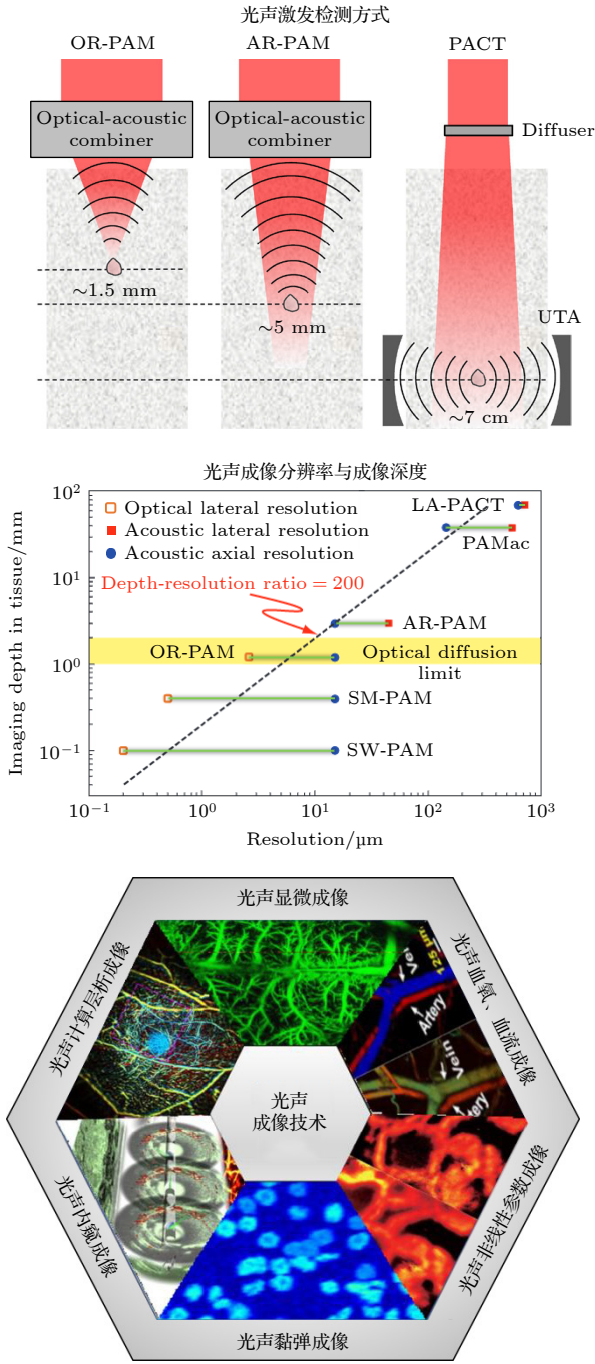 光声激发检测方式
OR-PAM
AR-PAM
PACT
Optical-acoustic
combiner
Optical-acoustic
combiner
Diffuser
~1.5 mm
~5 mm
UTA
~7 cm
光声成像分辨率与成像深度
Imaging depth in tissue/mm
10²
10¹
10⁰
10⁻¹
Optical lateral resolution
Acoustic lateral resolution
Acoustic axial resolution
LA-PACT
PAMac
Depth-resolution ratio = 200
AR-PAM
OR-PAM
Optical diffusion
limit
SM-PAM
SW-PAM
10⁻¹
10⁰
10¹
10²
10³
Resolution/µm
光声显微成像
光声计算层析成像
光声血氧、血流成像
125 µm
Vein
Artery
Vein
Artery
光声
成像技术
光声内窥成像
光声非线性参数成像
光声黏弹成像